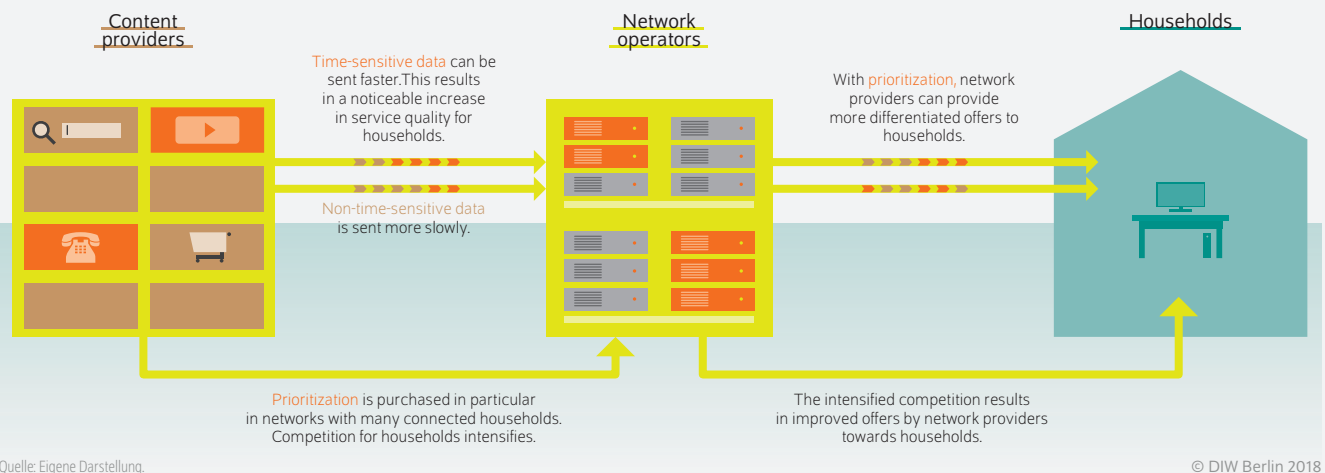 Content
providers
Network
operators
Households
Time-sensitive data can be
sent faster.This results
in a noticeable increase
in service quality for
households.
Non-time-sensitive data
is sent more slowly.
With prioritization, network
providers can provide
more differentiated offers to
households.
Prioritization is purchased in particular
in networks with many connected households.
Competition for households intensifies.
The intensified competition results
in improved offers by network providers
towards households.
Quelle: Eigene Darstellung.
© DIW Berlin 2018